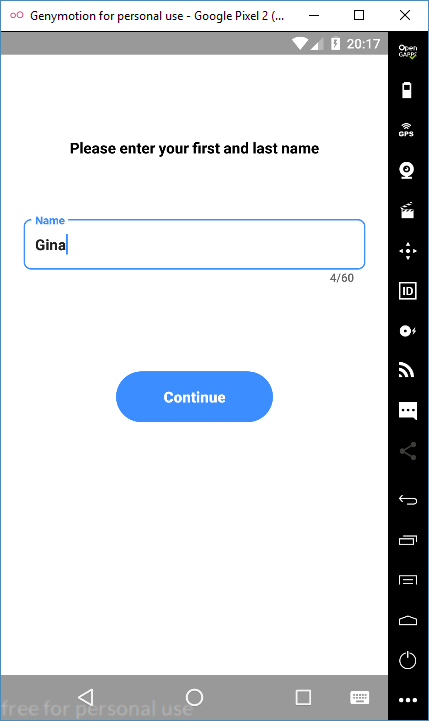 Genymotion for personal use - Google Pixel 2 (...
20:17
Open
GAPPS
GPS
Please enter your first and last name
Name
Gina
4/60
ID
Continue
free for personal use